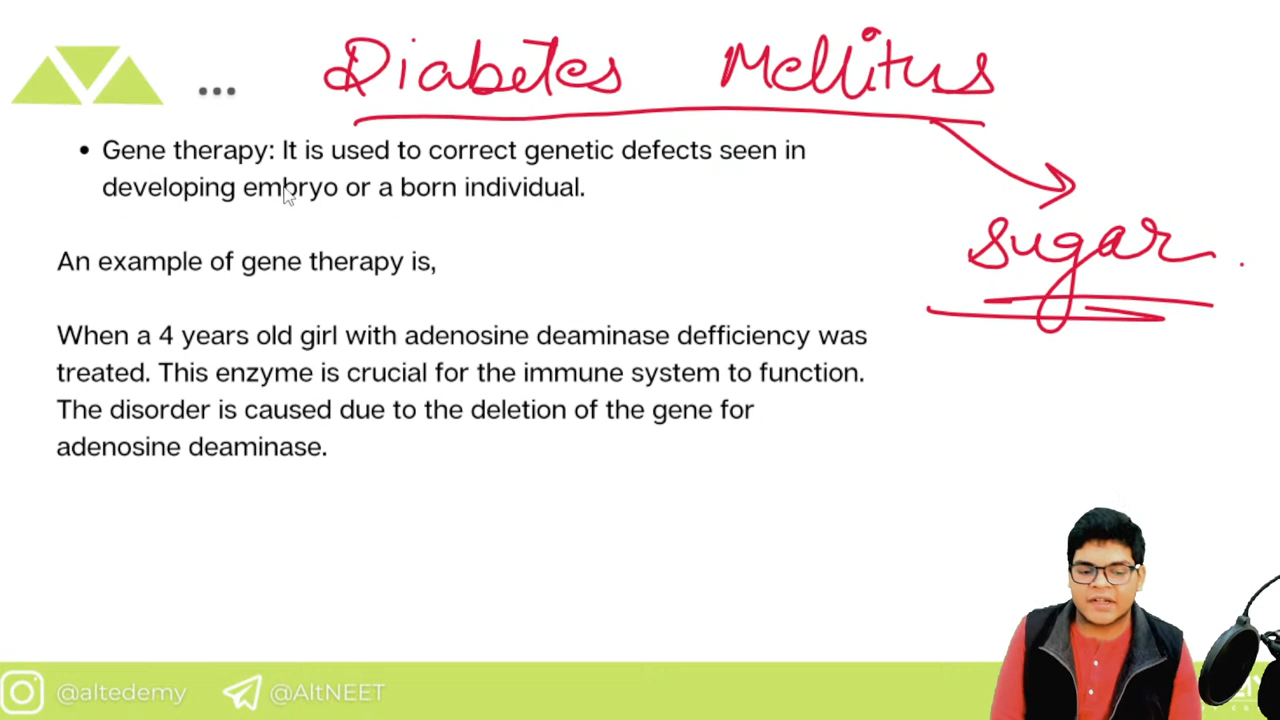 Diabetes Mellitus
• Gene therapy: It is used to correct genetic defects seen in
developing embryo or a born individual.
sugar.
An example of gene therapy is,
When a 4 years old girl with adenosine deaminase defficiency was
treated. This enzyme is crucial for the immune system to function.
The disorder is caused due to the deletion of the gene for
adenosine deaminase.
@altedemy @AltNEET